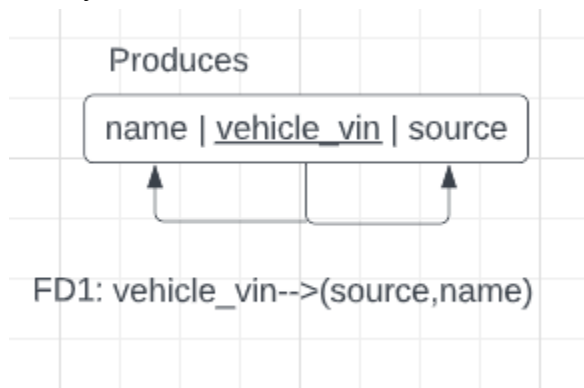 Produces
name | vehicle_vin | source
FD1: vehicle_vin-->(source,name)